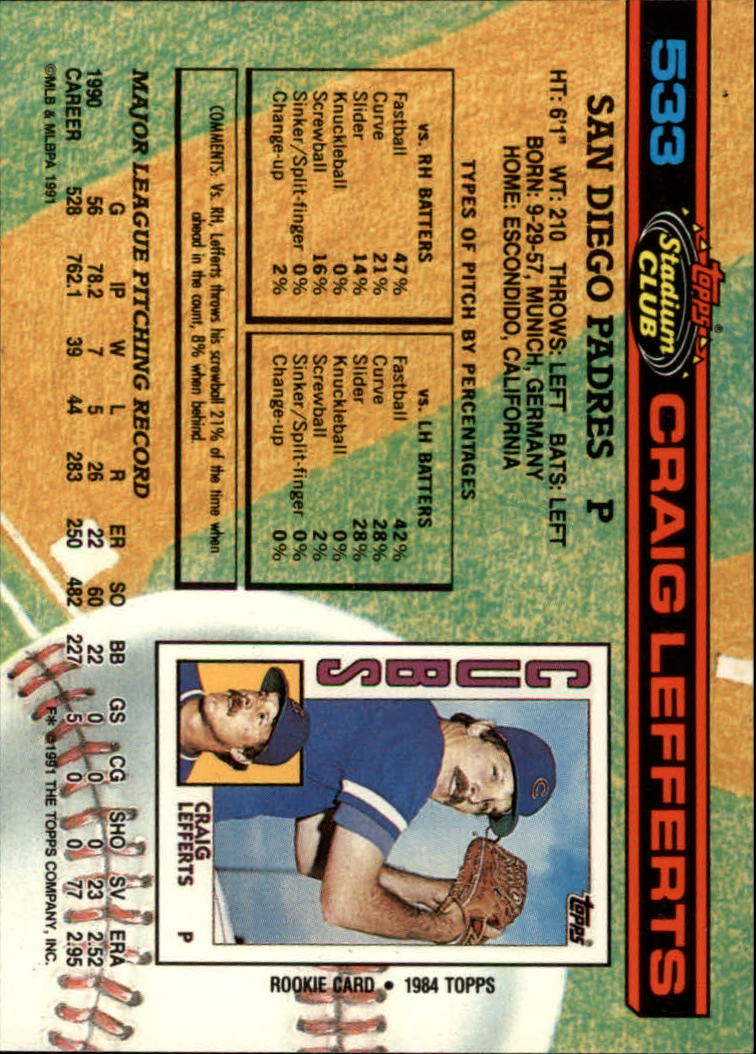 533
Topps®
Stadium
CLUB
CRAIG LEFFERTS
SAN DIEGO PADRES P
HT: 6'1" WT: 210 THROWS: LEFT BATS: LEFT
BORN: 9-29-57, MUNICH, GERMANY
HOME: ESCONDIDO, CALIFORNIA
TYPES OF PITCH BY PERCENTAGES
vs. RH BATTERS
Fastball 47%
Curve 21%
Slider 14%
Knuckleball 0%
Screwball 16%
Sinker/Split-finger 0%
Change-up 2%
vs. LH BATTERS
Fastball 42%
Curve 28%
Slider 28%
Knuckleball 0%
Screwball 2%
Sinker/Split-finger 0%
Change-up 0%
COMMENTS: Vs. RH, Lefferts throws his screwball 21% of the time when
ahead in the count, 8% when behind.
CUBS
Topps®
C
CRAIG
LEFFERTS P
ROOKIE CARD • 1984 TOPPS
MAJOR LEAGUE PITCHING RECORD
G IP W L R ER SO BB GS CG SHO SV ERA
1990 56 78.2 7 5 26 22 60 22 0 0 0 23 2.52
CAREER 528 762.1 39 44 283 250 482 227 5 0 0 77 2.95
©MLB & MLBPA 1991
F* ©1991 THE TOPPS COMPANY, INC.